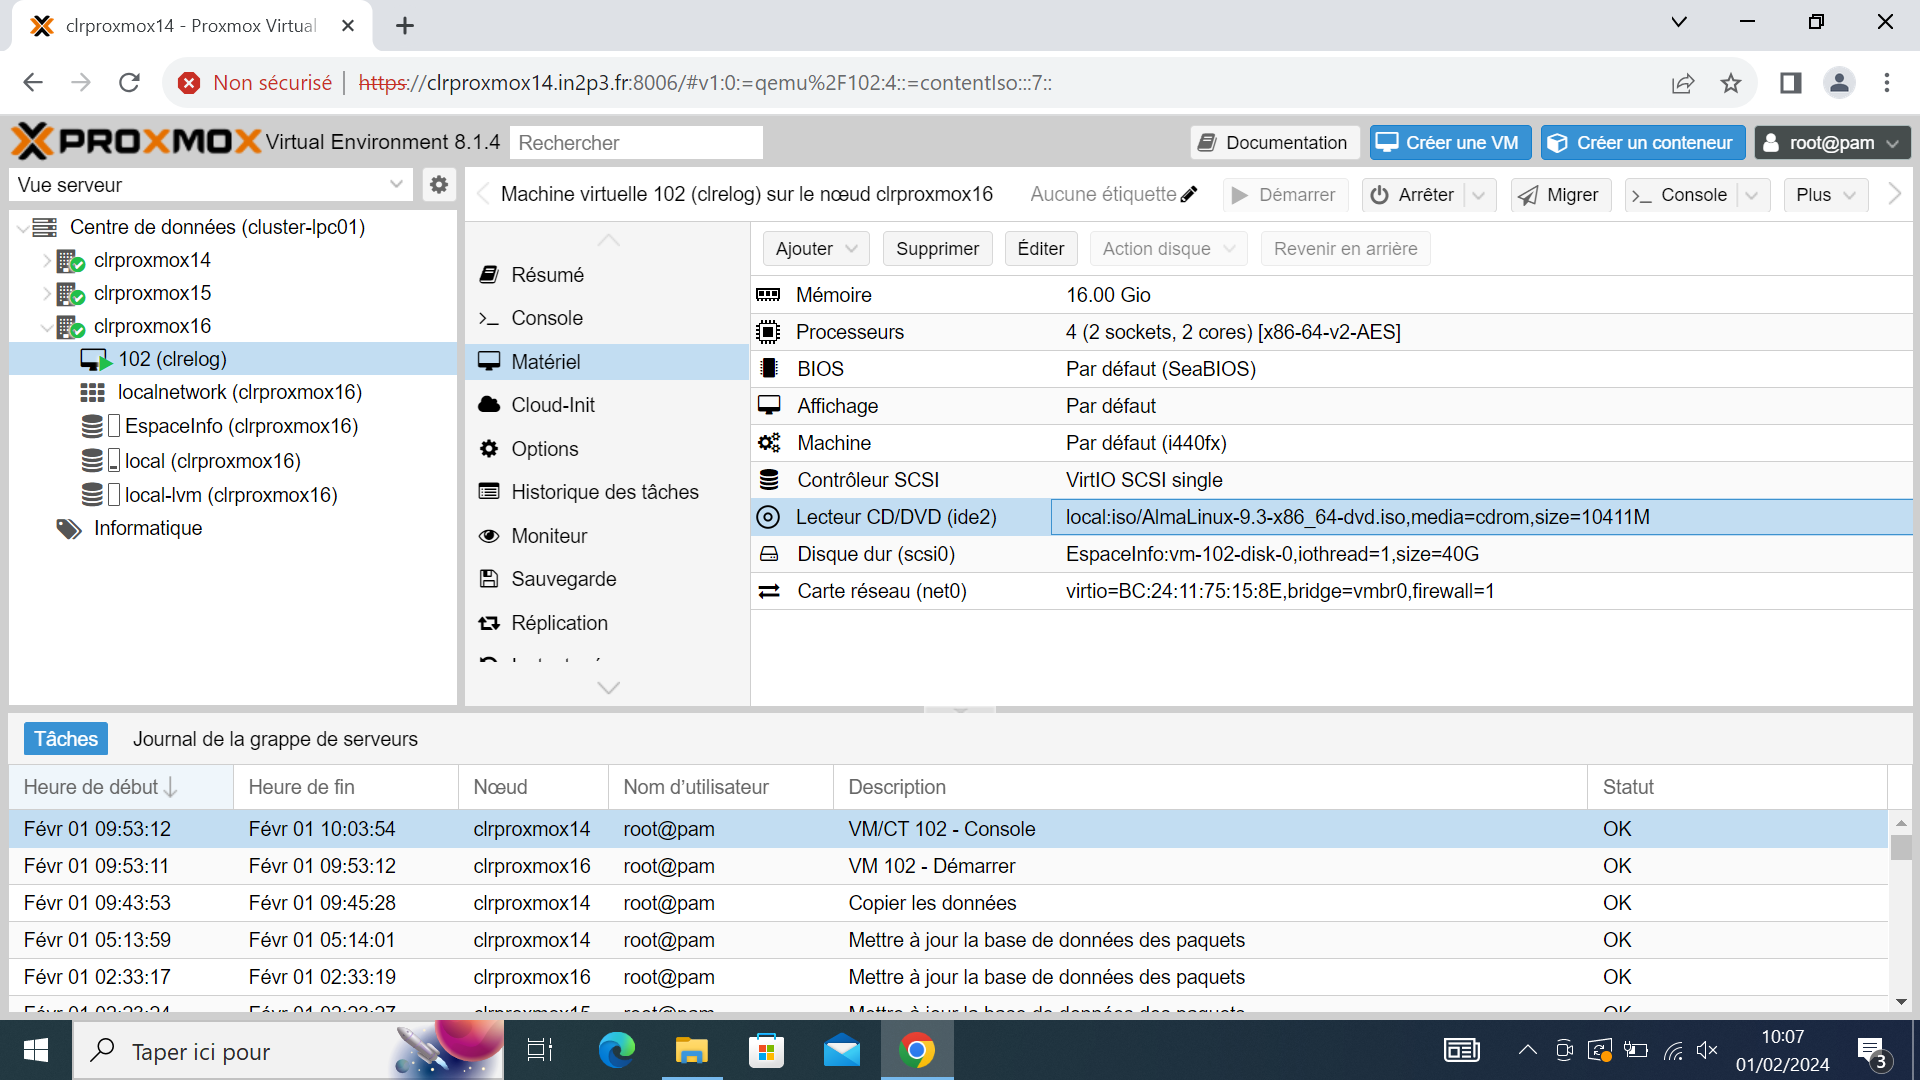 clrproxmox14 - Proxmox Virtual
Non sécurisé https://clrproxmox14.in2p3.fr:8006/#v1:0:=qemu%2F102:4::=contentIso:::7::
PROXMOX Virtual Environment 8.1.4 Rechercher Documentation Créer une VM Créer un conteneur root@pam
Vue serveur
Machine virtuelle 102 (clrelog) sur le nœud clrproxmox16 Aucune étiquette Démarrer Arrêter Migrer Console Plus
Centre de données (cluster-lpc01)
clrproxmox14
clrproxmox15
clrproxmox16
102 (clrelog)
localnetwork (clrproxmox16)
EspaceInfo (clrproxmox16)
local (clrproxmox16)
local-lvm (clrproxmox16)
Informatique
Résumé
Console
Matériel
Cloud-Init
Options
Historique des tâches
Moniteur
Sauvegarde
Réplication
Ajouter Supprimer Éditer Action disque Revenir en arrière
Mémoire 16.00 Gio
Processeurs 4 (2 sockets, 2 cores) [x86-64-v2-AES]
BIOS Par défaut (SeaBIOS)
Affichage Par défaut
Machine Par défaut (i440fx)
Contrôleur SCSI VirtIO SCSI single
Lecteur CD/DVD (ide2) local:iso/AlmaLinux-9.3-x86_64-dvd.iso,media=cdrom,size=10411M
Disque dur (scsi0) EspaceInfo:vm-102-disk-0,iothread=1,size=40G
Carte réseau (net0) virtio=BC:24:11:75:15:8E,bridge=vmbr0,firewall=1
Tâches Journal de la grappe de serveurs
Heure de début Heure de fin Nœud Nom d’utilisateur Description Statut
Févr 01 09:53:12 Févr 01 10:03:54 clrproxmox14 root@pam VM/CT 102 - Console OK
Févr 01 09:53:11 Févr 01 09:53:12 clrproxmox16 root@pam VM 102 - Démarrer OK
Févr 01 09:43:53 Févr 01 09:45:28 clrproxmox14 root@pam Copier les données OK
Févr 01 05:13:59 Févr 01 05:14:01 clrproxmox14 root@pam Mettre à jour la base de données des paquets OK
Févr 01 02:33:17 Févr 01 02:33:19 clrproxmox16 root@pam Mettre à jour la base de données des paquets OK
Taper ici pour
10:07
01/02/2024
3